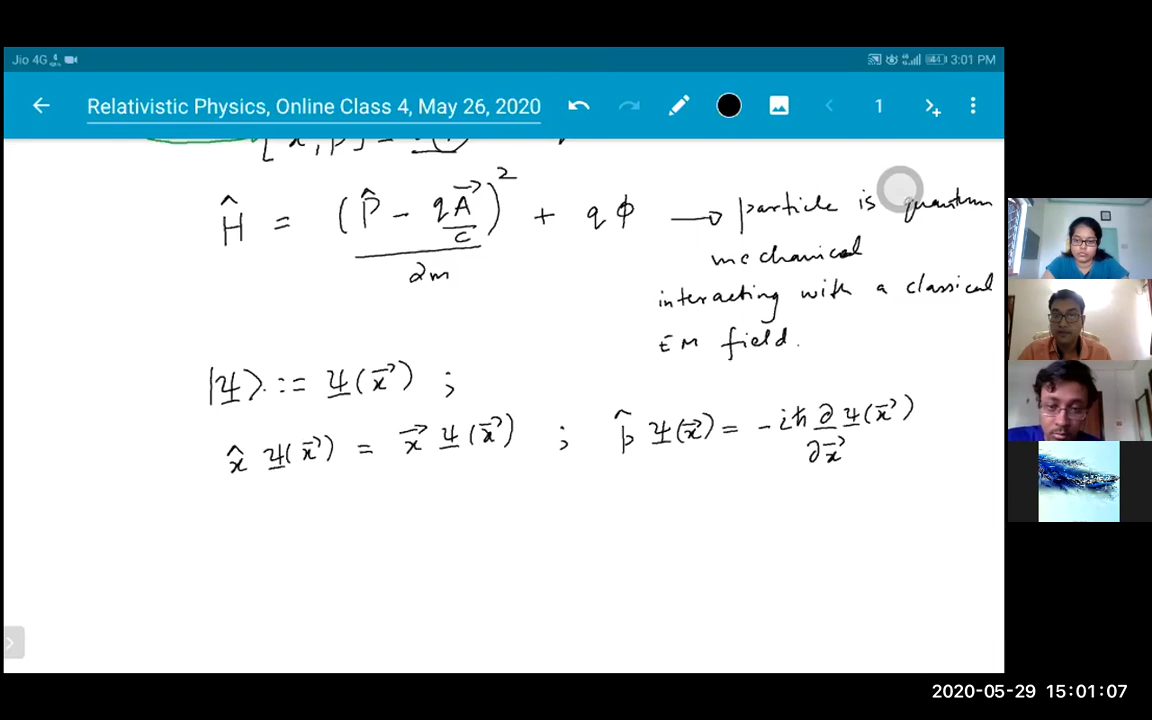 Jio 4G 44 3:01 PM
Relativistic Physics, Online Class 4, May 26, 2020 1
[x, p] =
Ĥ = (p̂ - qA⃗/c)² / 2m + qϕ → particle is quantum
mechanical
interacting with a classical
EM field.
|Ψ⟩ := Ψ(x⃗) ;
x̂ Ψ(x⃗) = x⃗ Ψ(x⃗) ; p̂ Ψ(x⃗) = -iħ ∂Ψ(x⃗)/∂x⃗
2020-05-29 15:01:07